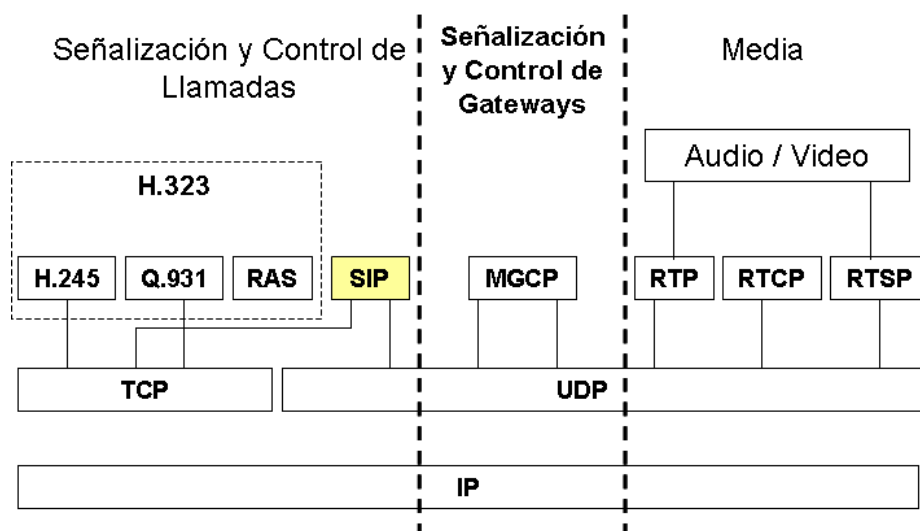 Señalización y Control de
Llamadas
Señalización
y Control de
Gateways
Media
Audio / Video
H.323
H.245
Q.931
RAS
SIP
MGCP
RTP
RTCP
RTSP
TCP
UDP
IP